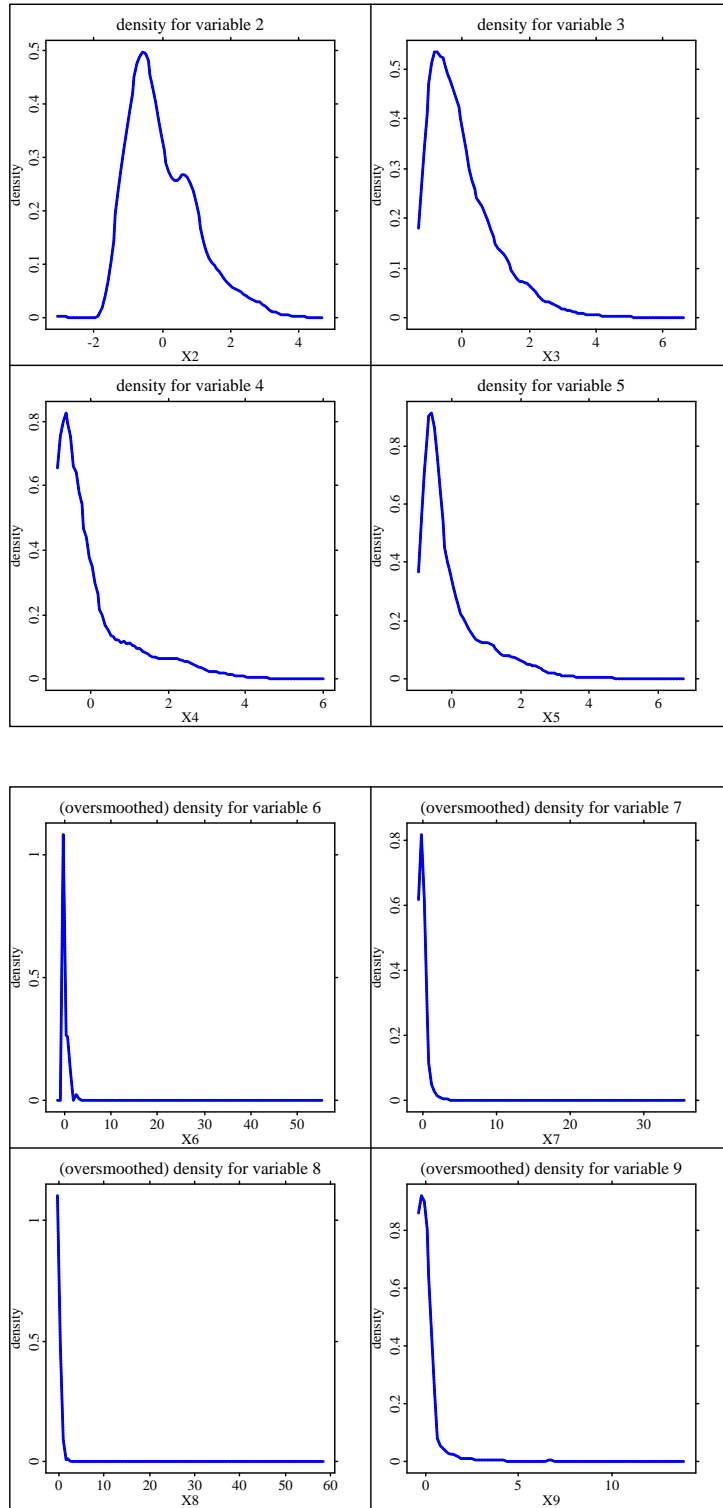 density for variable 2
density
0 0.1 0.2 0.3 0.4 0.5
-2 0 2 4
X2
density for variable 3
density
0 0.1 0.2 0.3 0.4 0.5
0 2 4 6
X3
density for variable 4
density
0 0.2 0.4 0.6 0.8
0 2 4 6
X4
density for variable 5
density
0 0.2 0.4 0.6 0.8
0 2 4 6
X5
(oversmoothed) density for variable 6
density
0 0.5 1
0 10 20 30 40 50
X6
(oversmoothed) density for variable 7
density
0 0.2 0.4 0.6 0.8
0 10 20 30
X7
(oversmoothed) density for variable 8
density
0 0.5 1
0 10 20 30 40 50 60
X8
(oversmoothed) density for variable 9
density
0 0.2 0.4 0.6 0.8
0 5 10
X9